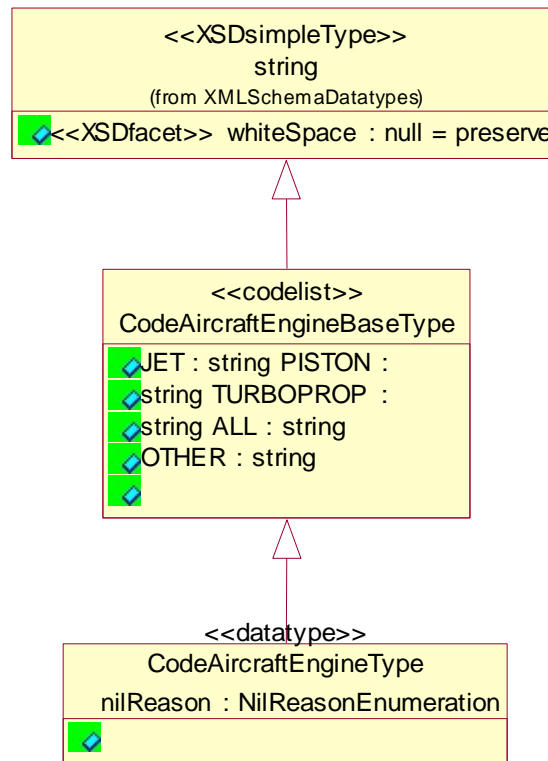 <<XSDsimpleType>>
string
(from XMLSchemaDatatypes)
<<XSDfacet>> whiteSpace : null = preserve
<<codelist>>
CodeAircraftEngineBaseType
JET : string PISTON :
string TURBOPROP :
string ALL : string
OTHER : string
<<datatype>>
CodeAircraftEngineType
nilReason : NilReasonEnumeration